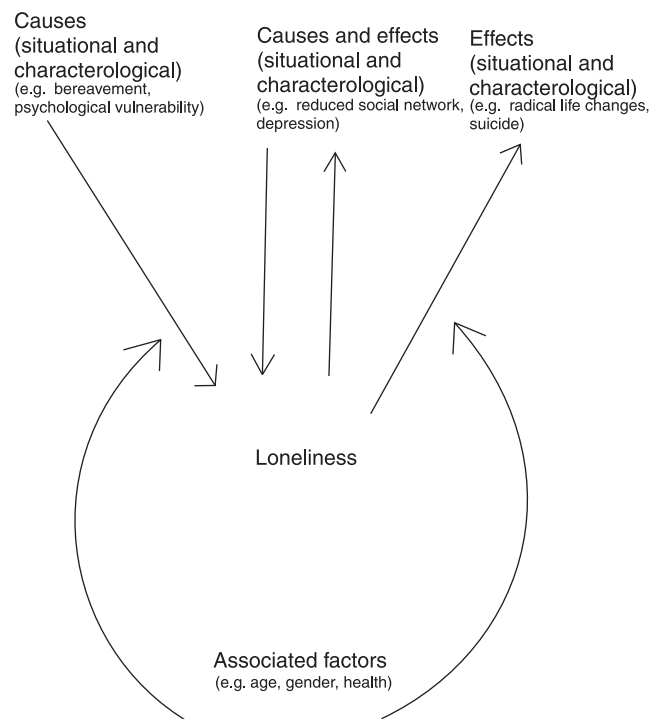 Causes
(situational and
characterological)
(e.g. bereavement,
psychological vulnerability)
Causes and effects
(situational and
characterological)
(e.g. reduced social network,
depression)
Effects
(situational and
characterological)
(e.g. radical life changes,
suicide)
Loneliness
Associated factors
(e.g. age, gender, health)